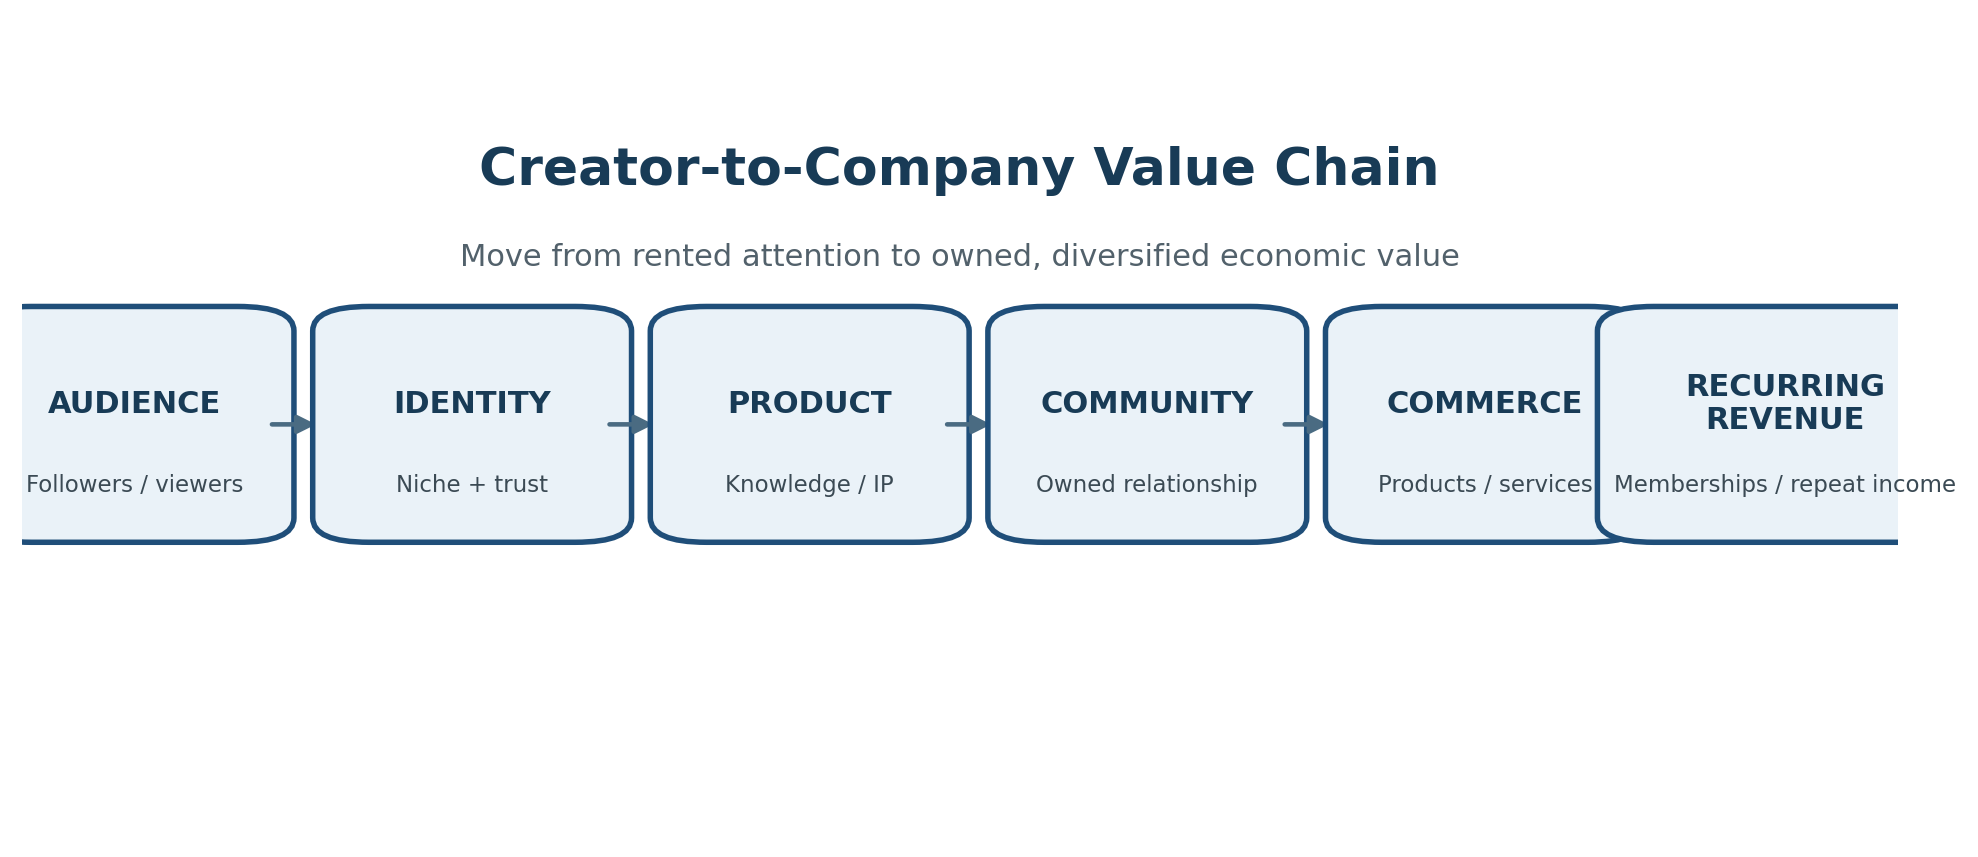 Creator-to-Company Value Chain
Move from rented attention to owned, diversified economic value
AUDIENCE
Followers / viewers
IDENTITY
Niche + trust
PRODUCT
Knowledge / IP
COMMUNITY
Owned relationship
COMMERCE
Products / services
RECURRING
REVENUE
Memberships / repeat income